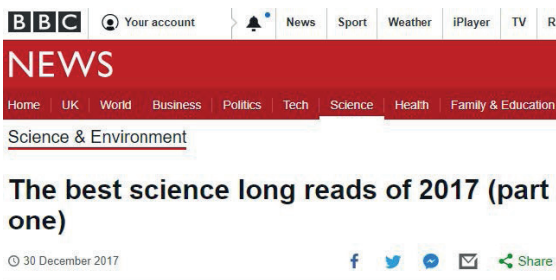 BBC Your account News Sport Weather iPlayer TV R
NEWS
Home UK World Business Politics Tech Science Health Family & Education
Science & Environment
The best science long reads of 2017 (part
one)
30 December 2017 Share